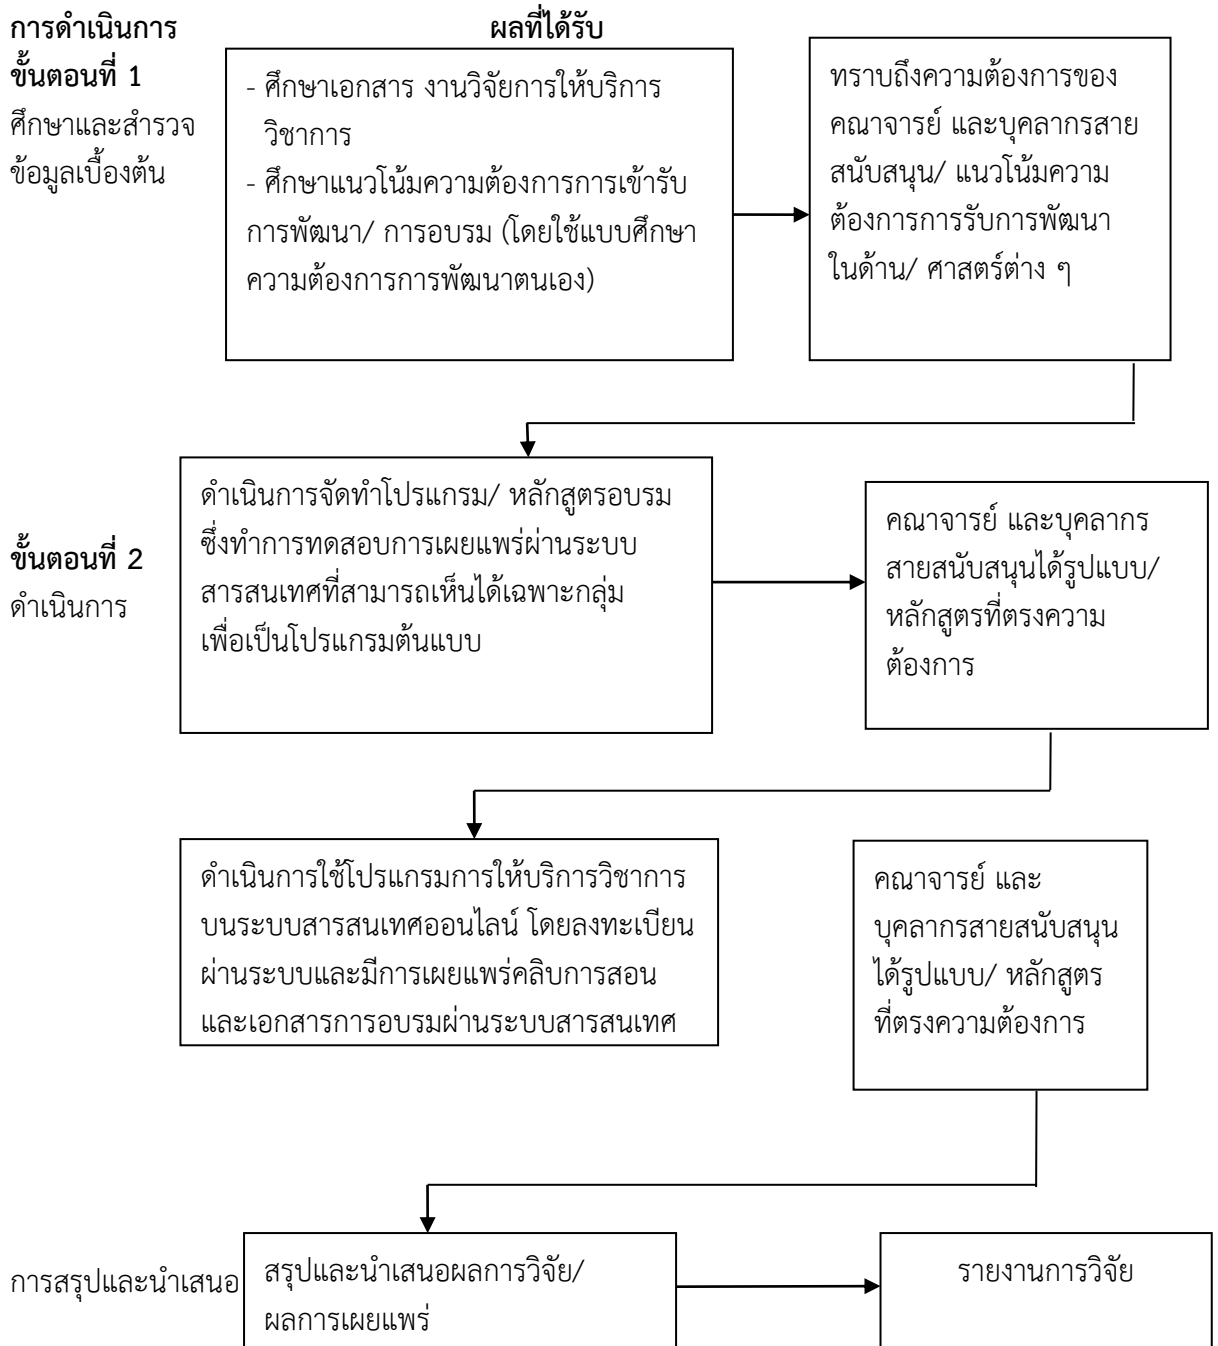 การดำเนินการ
ผลที่ได้รับ
ขั้นตอนที่ 1
ศึกษาและสำรวจ
ข้อมูลเบื้องต้น
- ศึกษาเอกสาร งานวิจัยการให้บริการ
วิชาการ
- ศึกษาแนวโน้มความต้องการการเข้ารับ
การพัฒนา/ การอบรม (โดยใช้แบบศึกษา
ความต้องการการพัฒนาตนเอง)
ทราบถึงความต้องการของ
คณาจารย์ และบุคลากรสาย
สนับสนุน/ แนวโน้มความ
ต้องการการรับการพัฒนา
ในด้าน/ ศาสตร์ต่าง ๆ
ขั้นตอนที่ 2
ดำเนินการ
ดำเนินการจัดทำโปรแกรม/ หลักสูตรอบรม
ซึ่งทำการทดสอบการเผยแพร่ผ่านระบบ
สารสนเทศที่สามารถเห็นได้เฉพาะกลุ่ม
เพื่อเป็นโปรแกรมต้นแบบ
คณาจารย์ และบุคลากร
สายสนับสนุนได้รูปแบบ/
หลักสูตรที่ตรงความ
ต้องการ
ดำเนินการใช้โปรแกรมการให้บริการวิชาการ
บนระบบสารสนเทศออนไลน์ โดยลงทะเบียน
ผ่านระบบและมีการเผยแพร่คลิบการสอน
และเอกสารการอบรมผ่านระบบสารสนเทศ
คณาจารย์ และ
บุคลากรสายสนับสนุน
ได้รูปแบบ/ หลักสูตร
ที่ตรงความต้องการ
การสรุปและนำเสนอ
สรุปและนำเสนอผลการวิจัย/
ผลการเผยแพร่
รายงานการวิจัย